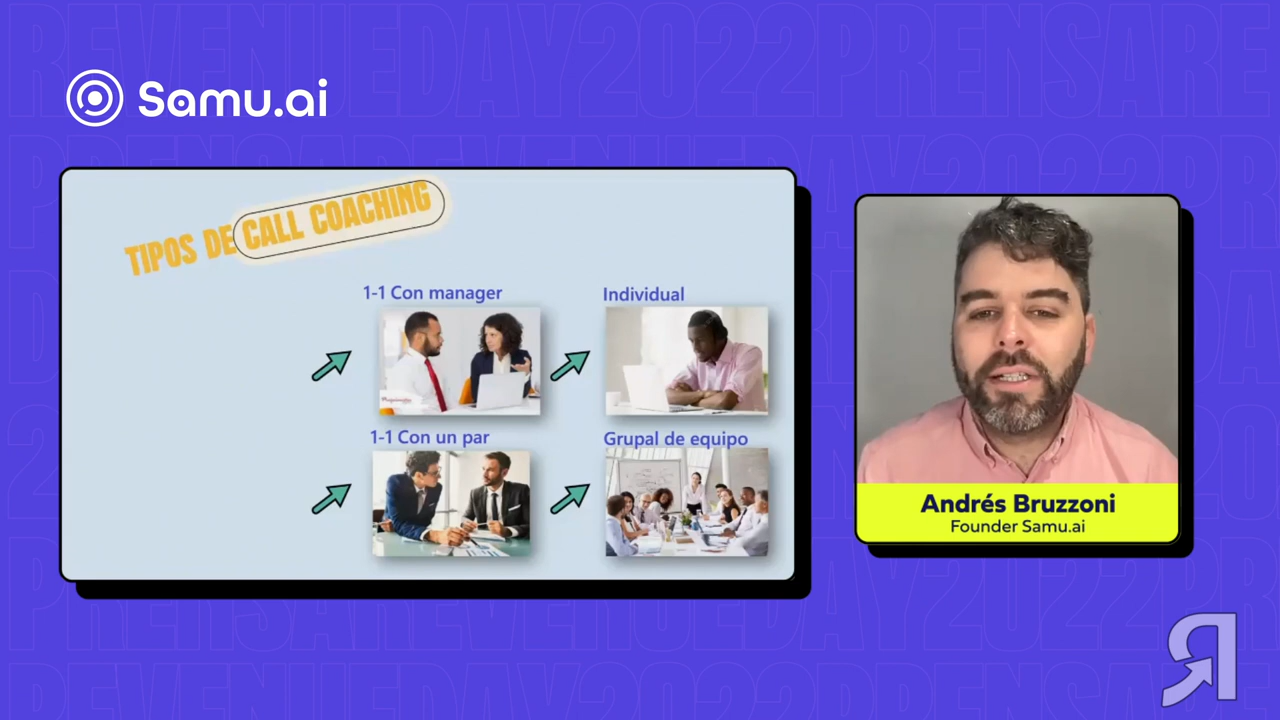 REVENUEDAY2022PRENSARE
Samu.ai
TIPOS DE CALL COACHING
1-1 Con manager
Individual
1-1 Con un par
Grupal de equipo
Andrés Bruzzoni
Founder Samu.ai